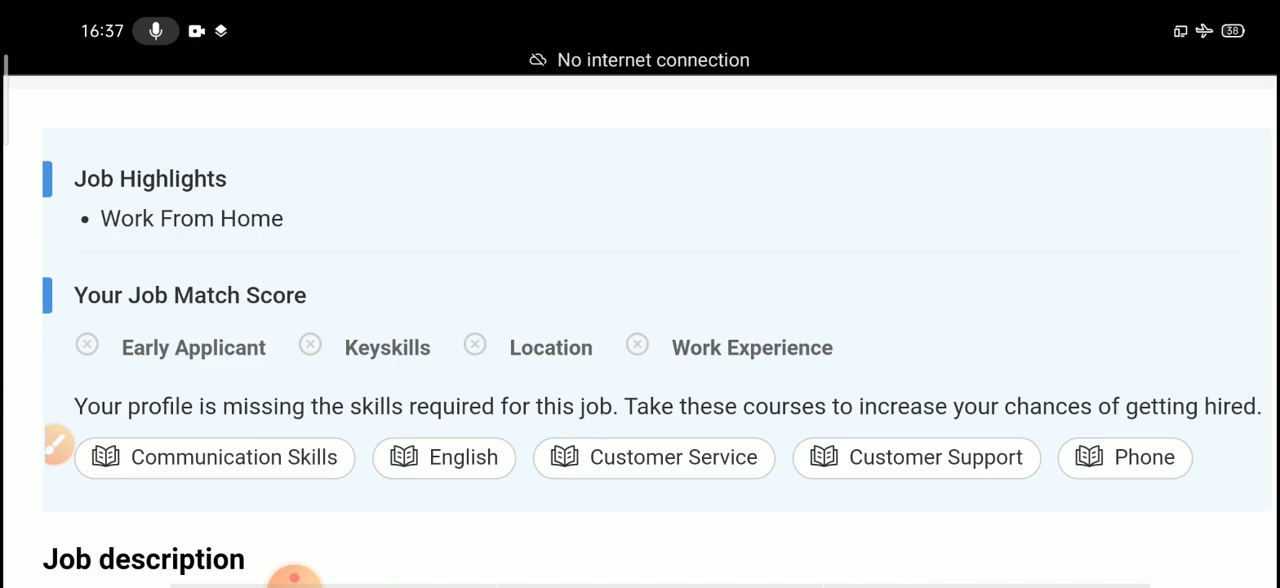 16:37
38
No internet connection
Job Highlights
• Work From Home
Your Job Match Score
Early Applicant Keyskills Location Work Experience
Your profile is missing the skills required for this job. Take these courses to increase your chances of getting hired.
Communication Skills English Customer Service Customer Support Phone
Job description